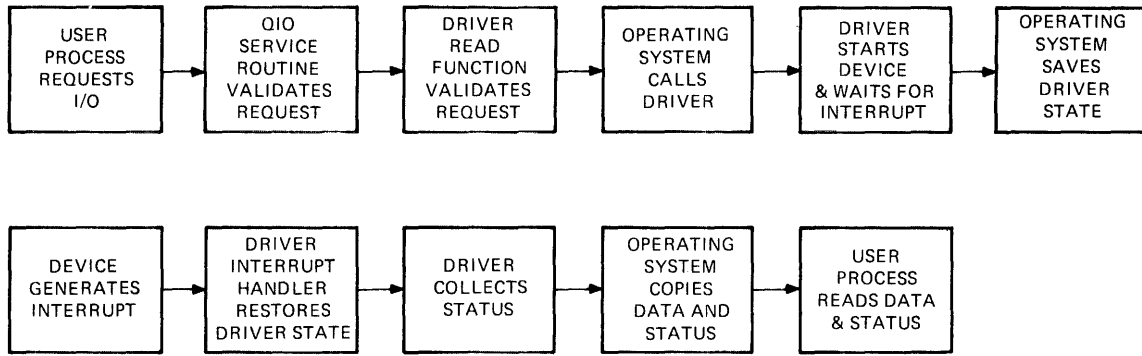 USER
PROCESS
REQUESTS
I/O
QIO
SERVICE
ROUTINE
VALIDATES
REQUEST
DRIVER
READ
FUNCTION
VALIDATES
REQUEST
OPERATING
SYSTEM
CALLS
DRIVER
DRIVER
STARTS
DEVICE
& WAITS FOR
INTERRUPT
OPERATING
SYSTEM
SAVES
DRIVER
STATE
DEVICE
GENERATES
INTERRUPT
DRIVER
INTERRUPT
HANDLER
RESTORES
DRIVER STATE
DRIVER
COLLECTS
STATUS
OPERATING
SYSTEM
COPIES
DATA AND
STATUS
USER
PROCESS
READS DATA
& STATUS